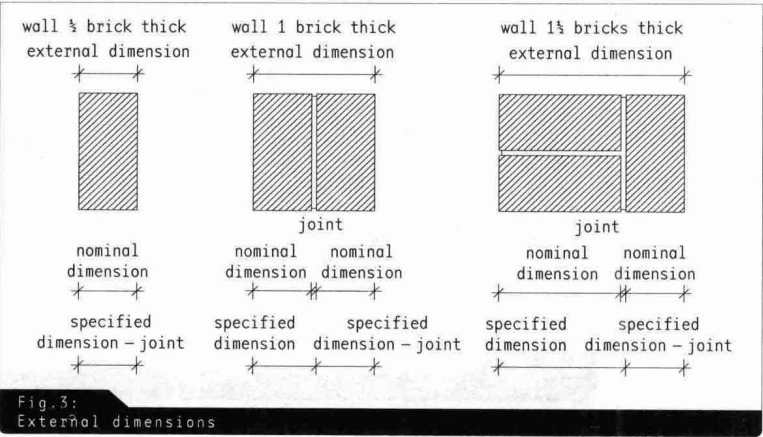 wall ½ brick thick
external dimension
wall 1 brick thick
external dimension
wall 1½ bricks thick
external dimension
joint
joint
nominal
dimension
nominal
dimension
nominal
dimension
nominal
dimension
nominal
dimension
specified
dimension – joint
specified
dimension
specified
dimension – joint
specified
dimension
specified
dimension – joint
Fig.3:
External dimensions